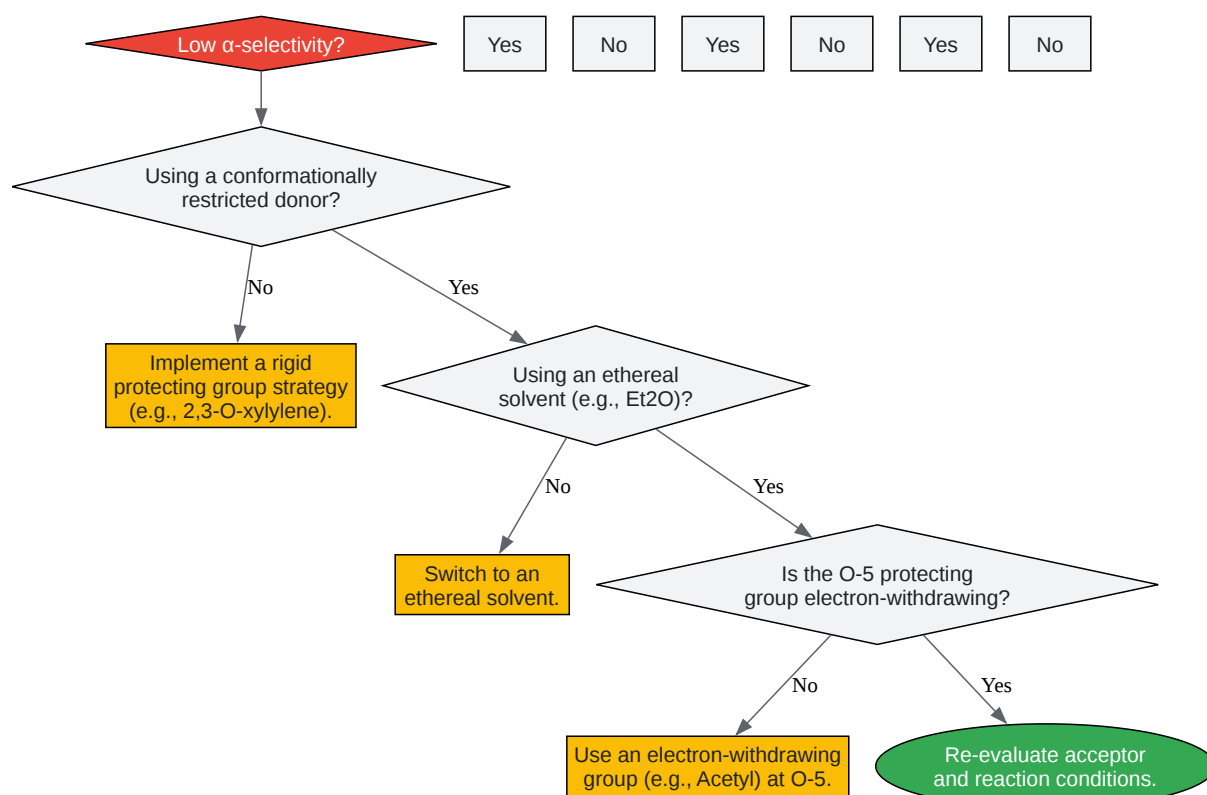 Low α-selectivity?
Yes
No
Yes
No
Yes
No
Using a conformationally
restricted donor?
No
Yes
Implement a rigid
protecting group strategy
(e.g., 2,3-O-xylylene).
Using an ethereal
solvent (e.g., Et2O)?
No
Yes
Switch to an
ethereal solvent.
Is the O-5 protecting
group electron-withdrawing?
No
Yes
Use an electron-withdrawing
group (e.g., Acetyl) at O-5.
Re-evaluate acceptor
and reaction conditions.